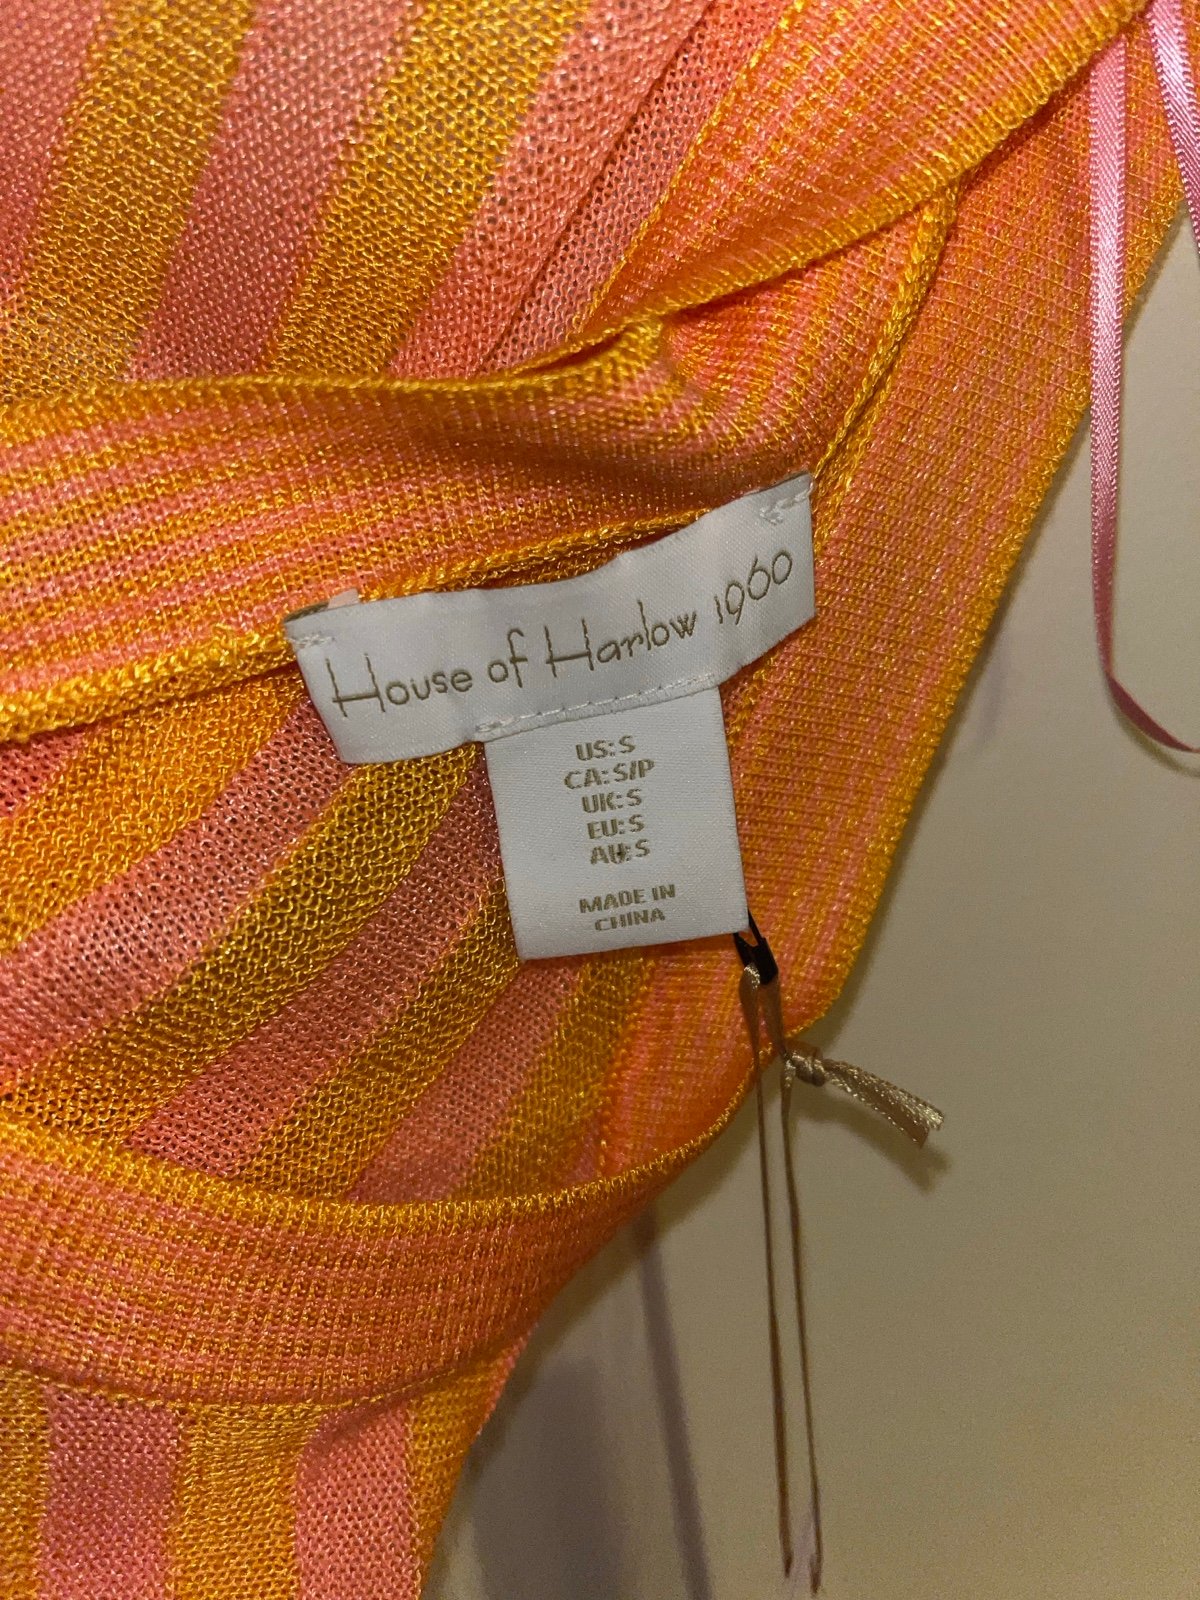 House of Harlow 1960
US: S
CA: S/P
UK: S
EU: S
AU: S
MADE IN
CHINA